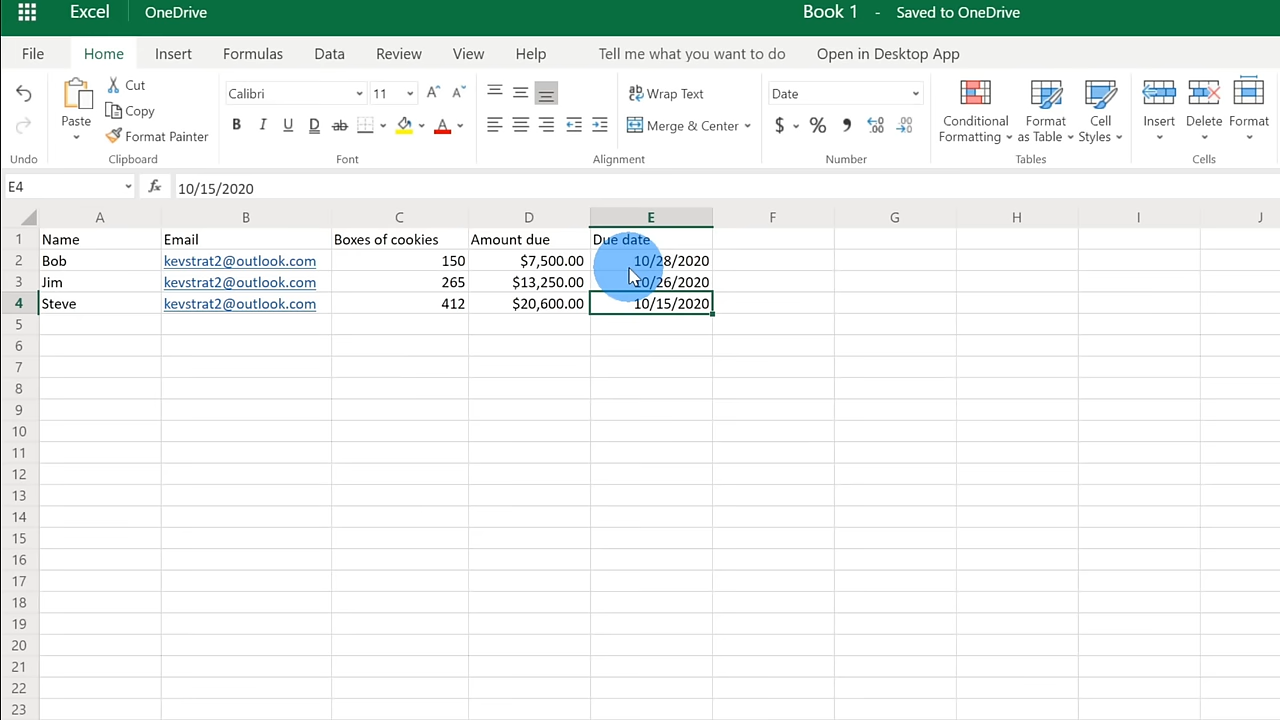 Excel OneDrive Book 1 - Saved to OneDrive
File Home Insert Formulas Data Review View Help Tell me what you want to do Open in Desktop App
Cut
Copy
Format Painter
Paste
Undo Clipboard
Calibri 11 A A
B I U D ab A
Font
ab Wrap Text
Merge & Center
Alignment
Date
$ % , .00 .00
Number
Conditional Formatting
Format as Table
Cell Styles
Tables
Insert Delete Format
Cells
E4 fx 10/15/2020
A B C D E F G H I J
1 Name Email Boxes of cookies Amount due Due date
2 Bob kevstrat2@outlook.com 150 $7,500.00 10/28/2020
3 Jim kevstrat2@outlook.com 265 $13,250.00 10/26/2020
4 Steve kevstrat2@outlook.com 412 $20,600.00 10/15/2020
5
6
7
8
9
10
11
12
13
14
15
16
17
18
19
20
21
22
23